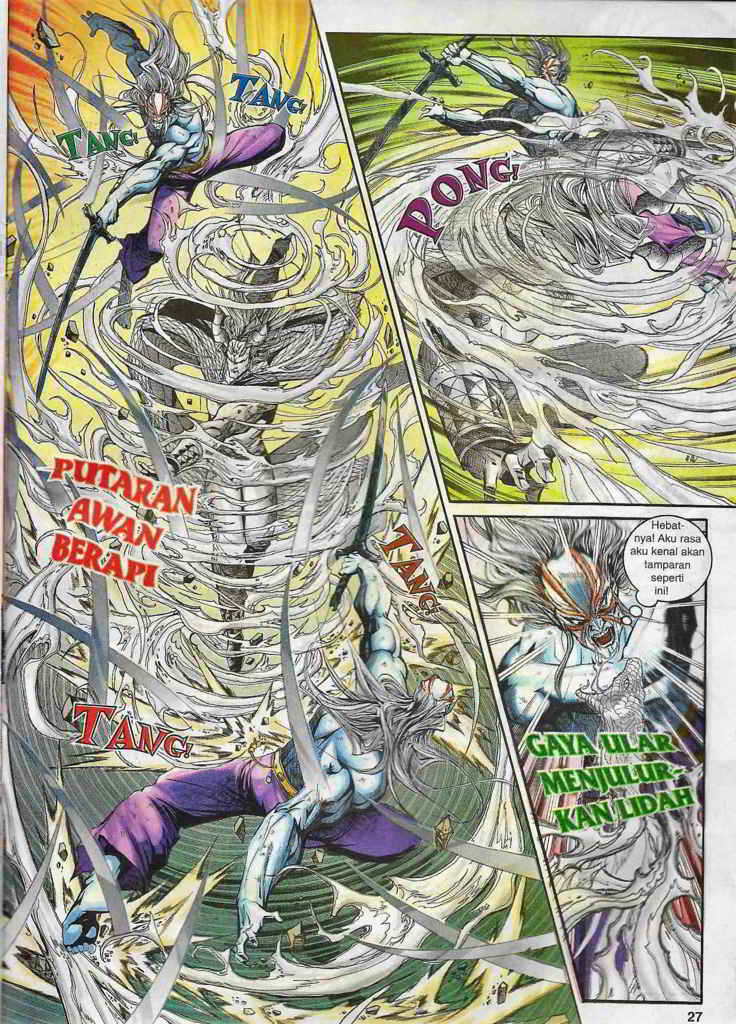 TANG!
TANG!
PUTARAN
AWAN
BERAPI
TANG!
TANG!
PONG!
Hebat-
nya! Aku rasa
aku kenal akan
tamparan
seperti
ini!
GAYA ULAR
MENJULUR-
KAN LIDAH
27